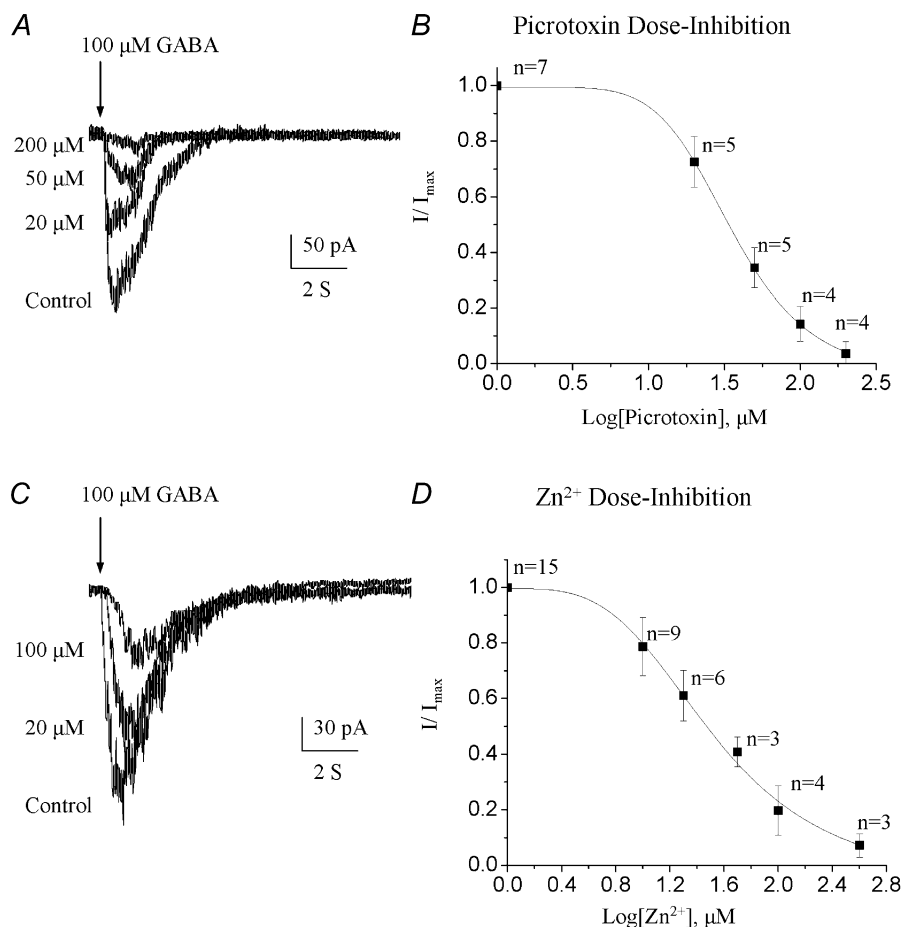 A
100 μM GABA
200 μM
50 μM
20 μM
Control
50 pA
2 S
B
Picrotoxin Dose-Inhibition
n=7
n=5
n=5
n=4
n=4
1.0
0.8
0.6
0.4
0.2
0.0
I/ Imax
0.0 0.5 1.0 1.5 2.0 2.5
Log[Picrotoxin], μM
C
100 μM GABA
100 μM
20 μM
Control
30 pA
2 S
D
Zn2+ Dose-Inhibition
n=15
n=9
n=6
n=3
n=4
n=3
1.0
0.8
0.6
0.4
0.2
0.0
I/ Imax
0.0 0.4 0.8 1.2 1.6 2.0 2.4 2.8
Log[Zn2+], μM